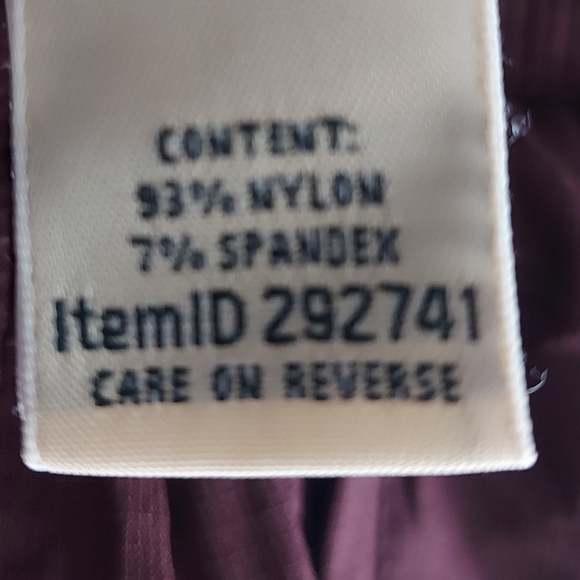 CONTENT:
93% NYLON
7% SPANDEX
ItemID 292741
CARE ON REVERSE